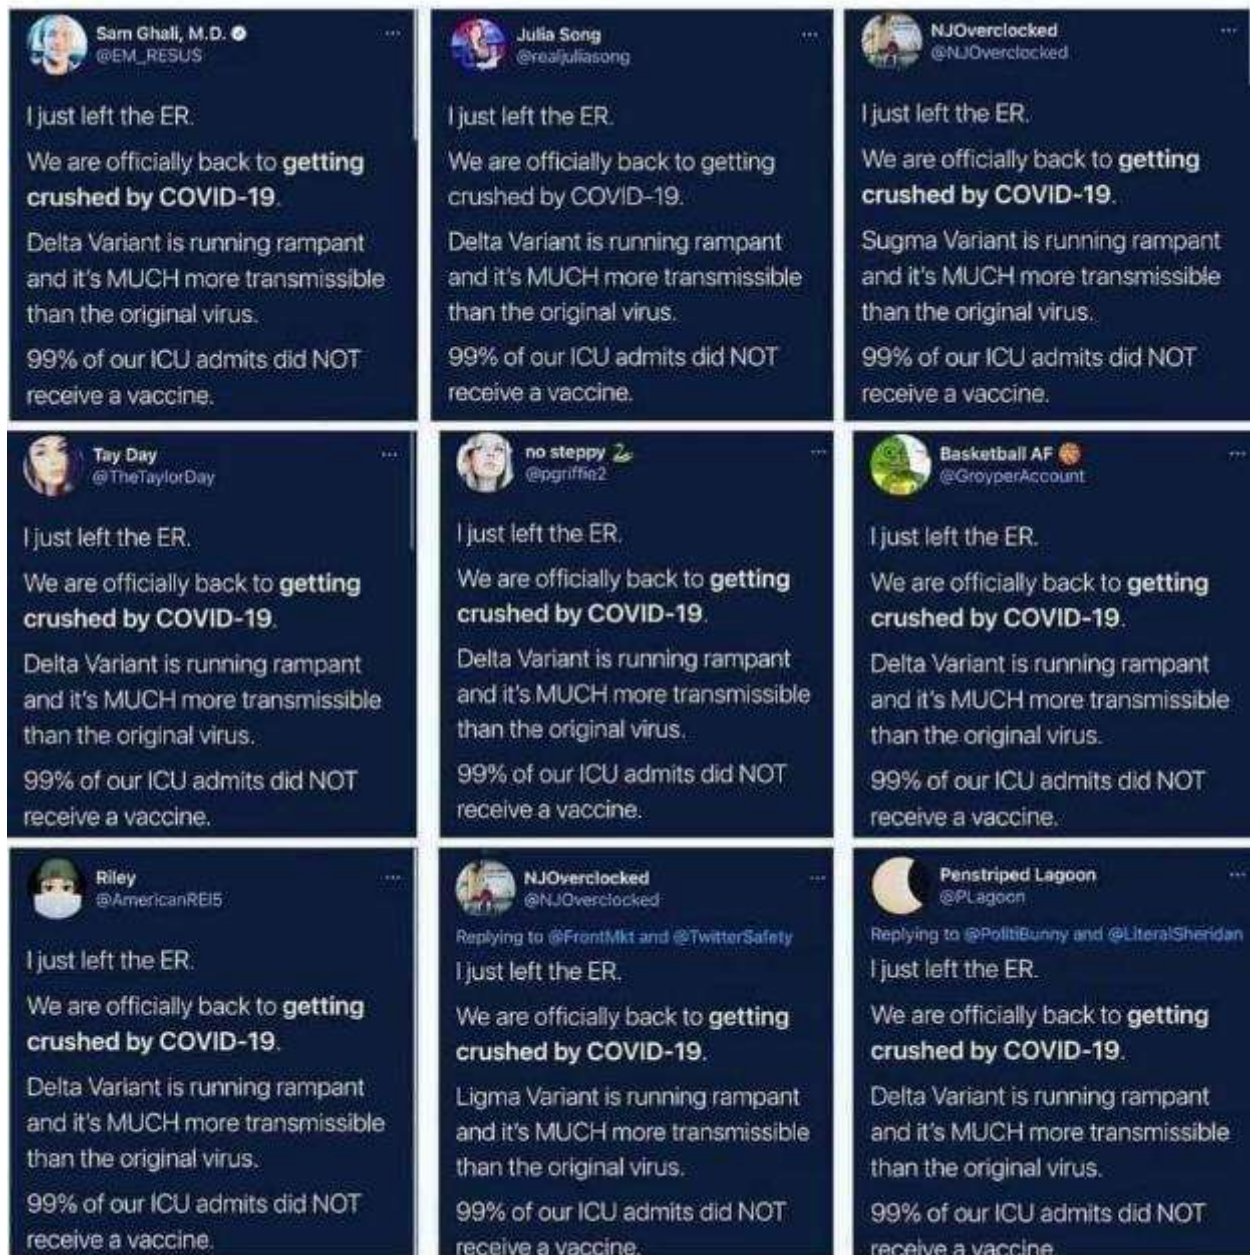 Sam Ghali, M.D.
@EM_RESUS
I just left the ER.
We are officially back to getting
crushed by COVID-19.
Delta Variant is running rampant
and it's MUCH more transmissible
than the original virus.
99% of our ICU admits did NOT
receive a vaccine.
Julia Song
@realjuliasong
I just left the ER.
We are officially back to getting
crushed by COVID-19.
Delta Variant is running rampant
and it's MUCH more transmissible
than the original virus.
99% of our ICU admits did NOT
receive a vaccine.
NJOverclocked
@NJOverclocked
I just left the ER.
We are officially back to getting
crushed by COVID-19.
Sugma Variant is running rampant
and it's MUCH more transmissible
than the original virus.
99% of our ICU admits did NOT
receive a vaccine.
Tay Day
@TheTaylorDay
I just left the ER.
We are officially back to getting
crushed by COVID-19.
Delta Variant is running rampant
and it's MUCH more transmissible
than the original virus.
99% of our ICU admits did NOT
receive a vaccine.
no steppy
@pgriffie2
I just left the ER.
We are officially back to getting
crushed by COVID-19.
Delta Variant is running rampant
and it's MUCH more transmissible
than the original virus.
99% of our ICU admits did NOT
receive a vaccine.
Basketball AF
@GroyperAccount
I just left the ER.
We are officially back to getting
crushed by COVID-19.
Delta Variant is running rampant
and it's MUCH more transmissible
than the original virus.
99% of our ICU admits did NOT
receive a vaccine.
Riley
@AmericanREI5
I just left the ER.
We are officially back to getting
crushed by COVID-19.
Delta Variant is running rampant
and it's MUCH more transmissible
than the original virus.
99% of our ICU admits did NOT
receive a vaccine.
NJOverclocked
@NJOverclocked
Replying to @FrontMkt and @TwitterSafety
I just left the ER.
We are officially back to getting
crushed by COVID-19.
Ligma Variant is running rampant
and it's MUCH more transmissible
than the original virus.
99% of our ICU admits did NOT
receive a vaccine.
Penstriped Lagoon
@PLagoon
Replying to @PolitiBunny and @LiteralSheridan
I just left the ER.
We are officially back to getting
crushed by COVID-19.
Delta Variant is running rampant
and it's MUCH more transmissible
than the original virus.
99% of our ICU admits did NOT
receive a vaccine.